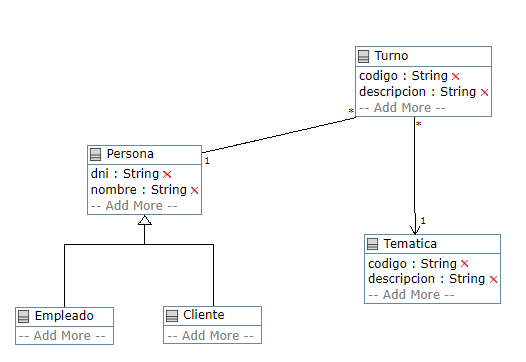 Turno
codigo : String
descripcion : String
-- Add More --
*
1
Persona
dni : String
nombre : String
-- Add More --
*
1
Tematica
codigo : String
descripcion : String
-- Add More --
Empleado
-- Add More --
Cliente
-- Add More --